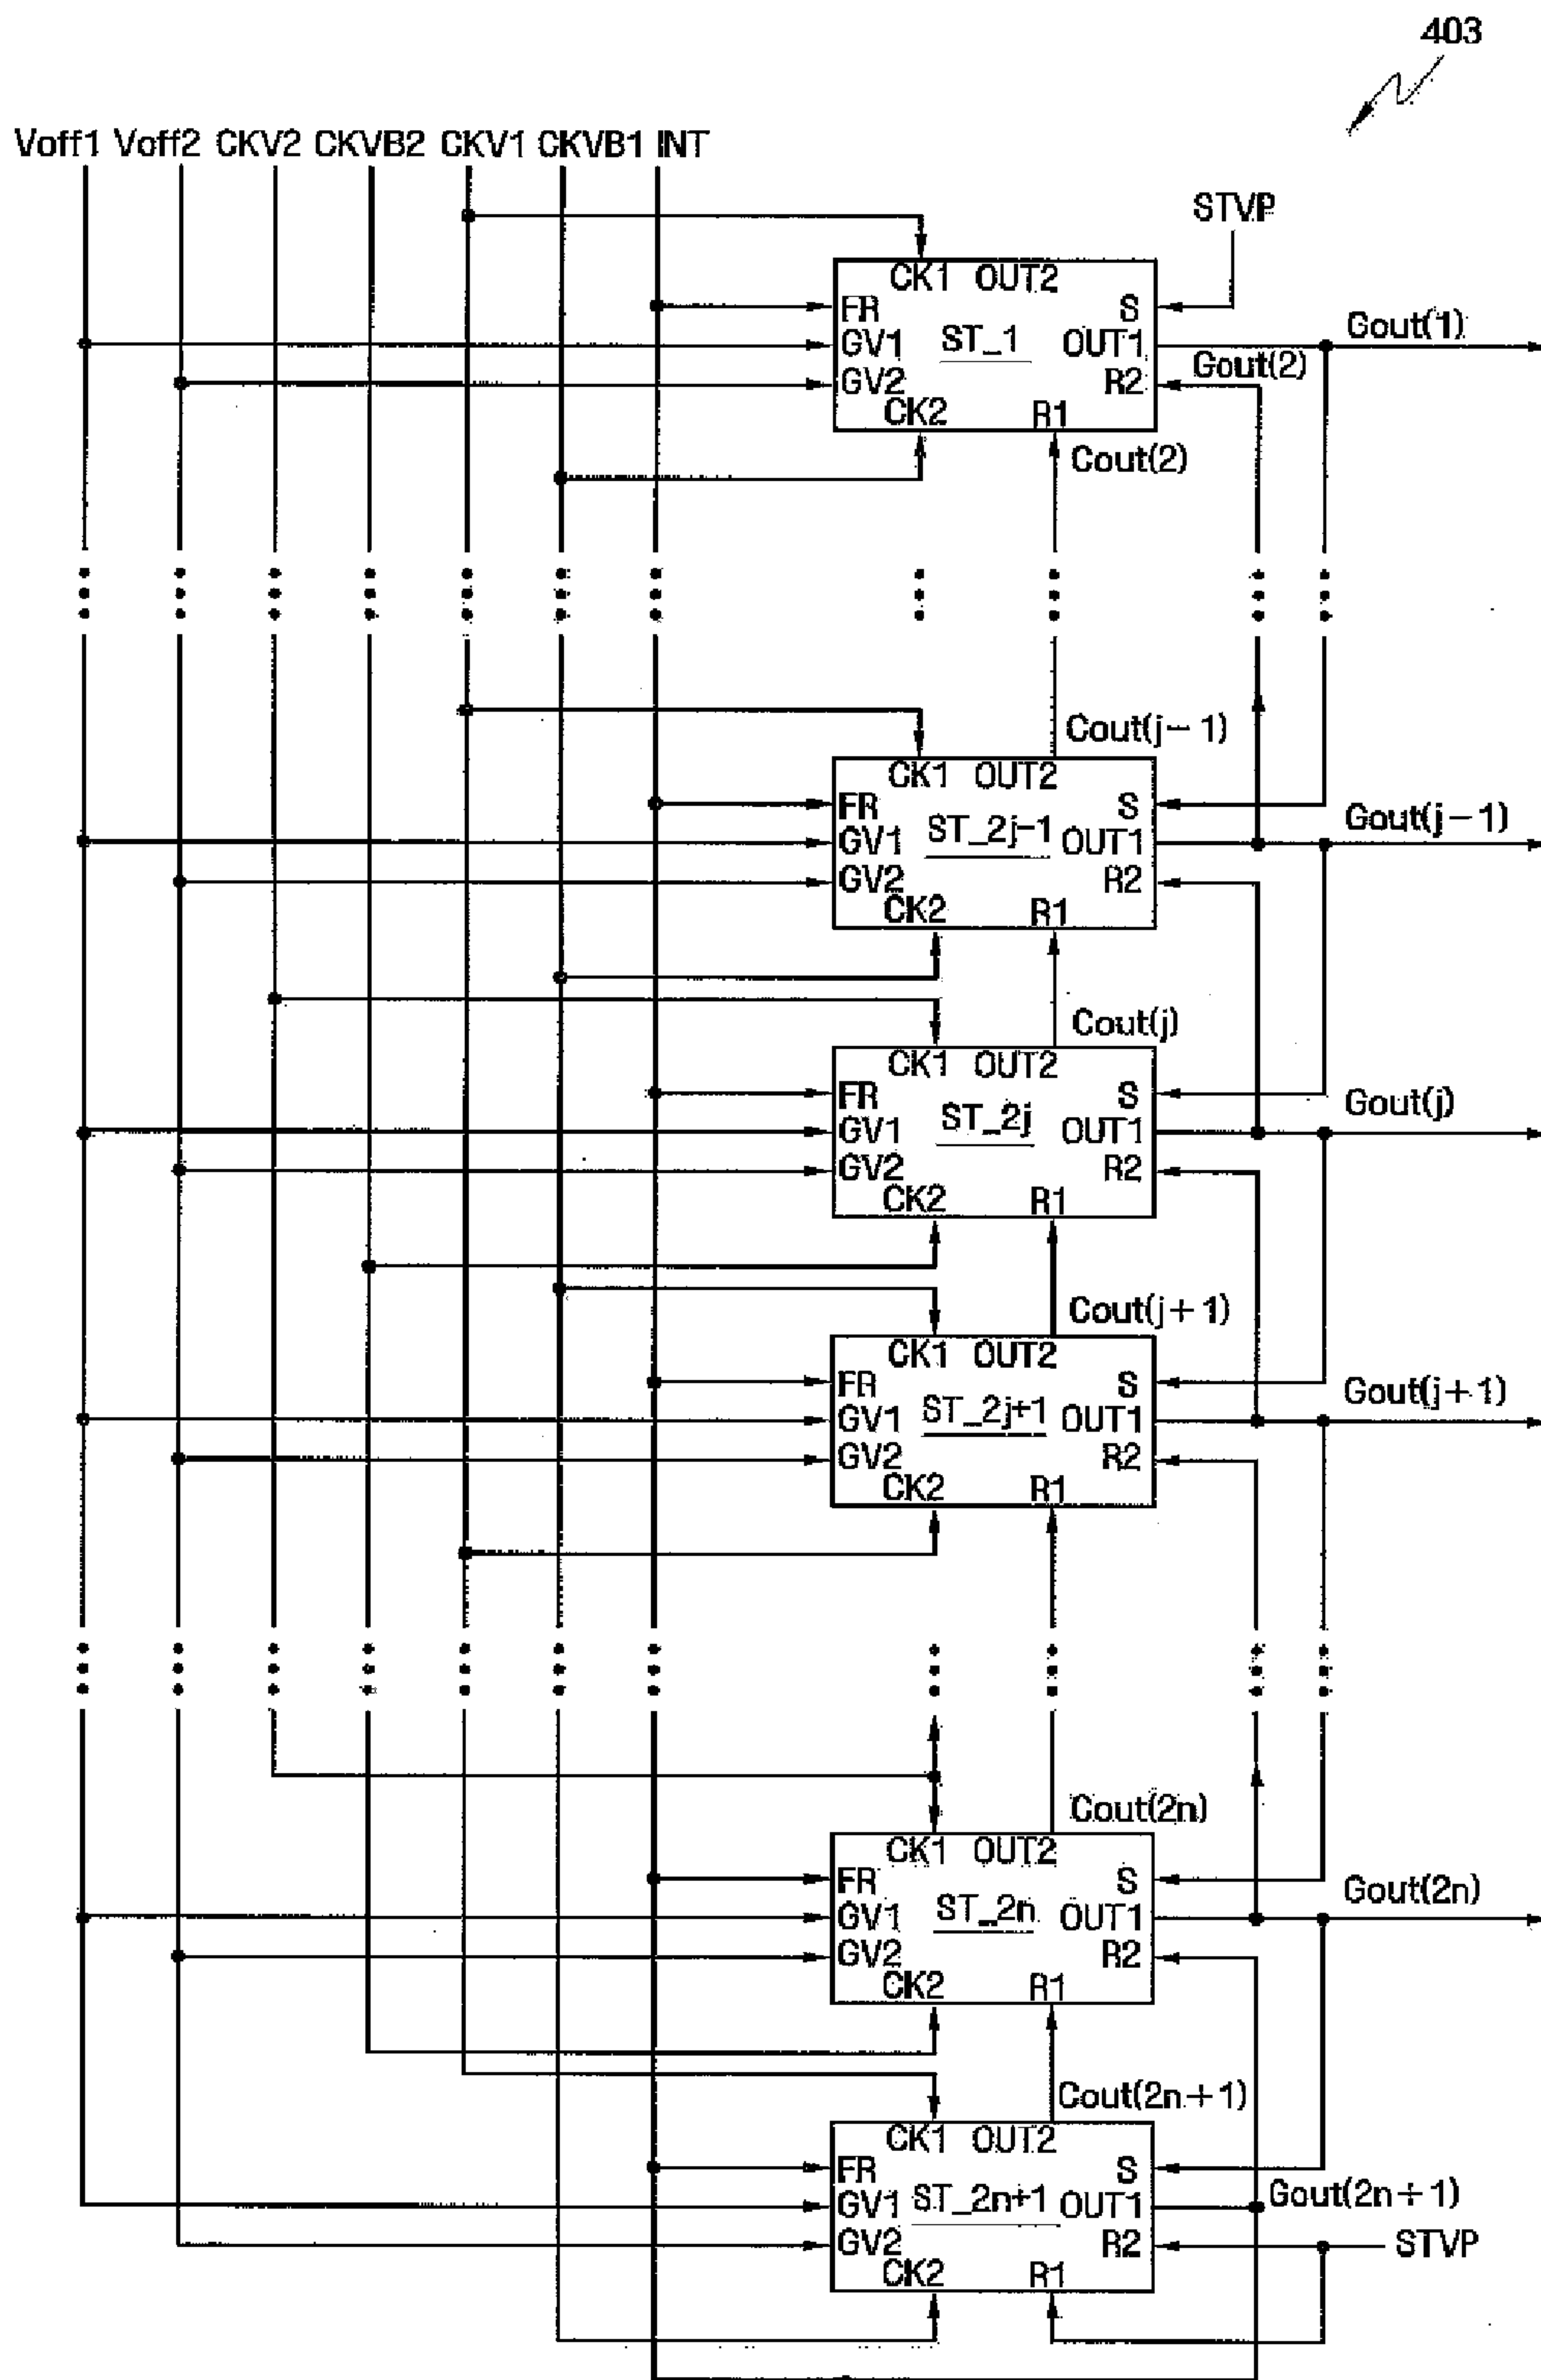 403
Voff1 Voff2 CKV2 CKVB2 CKV1 CKVB1 INT
STVP
CK1 OUT2
FR S
GV1 ST_1 OUT1 Gout(1)
Gout(2)
GV2 R2
CK2 R1
Cout(2)
Cout(j-1)
CK1 OUT2
FR S
GV1 ST_2j-1 OUT1 Gout(j-1)
GV2 R2
CK2 R1
Cout(j)
CK1 OUT2
FR S
GV1 ST_2j OUT1 Gout(j)
GV2 R2
CK2 R1
Cout(j+1)
CK1 OUT2
FR S
GV1 ST_2j+1 OUT1 Gout(j+1)
GV2 R2
CK2 R1
Cout(2n)
CK1 OUT2
FR S
GV1 ST_2n OUT1 Gout(2n)
GV2 R2
CK2 R1
Cout(2n+1)
CK1 OUT2
FR S
GV1 ST_2n+1 OUT1 Gout(2n+1)
GV2 R2 STVP
CK2 R1